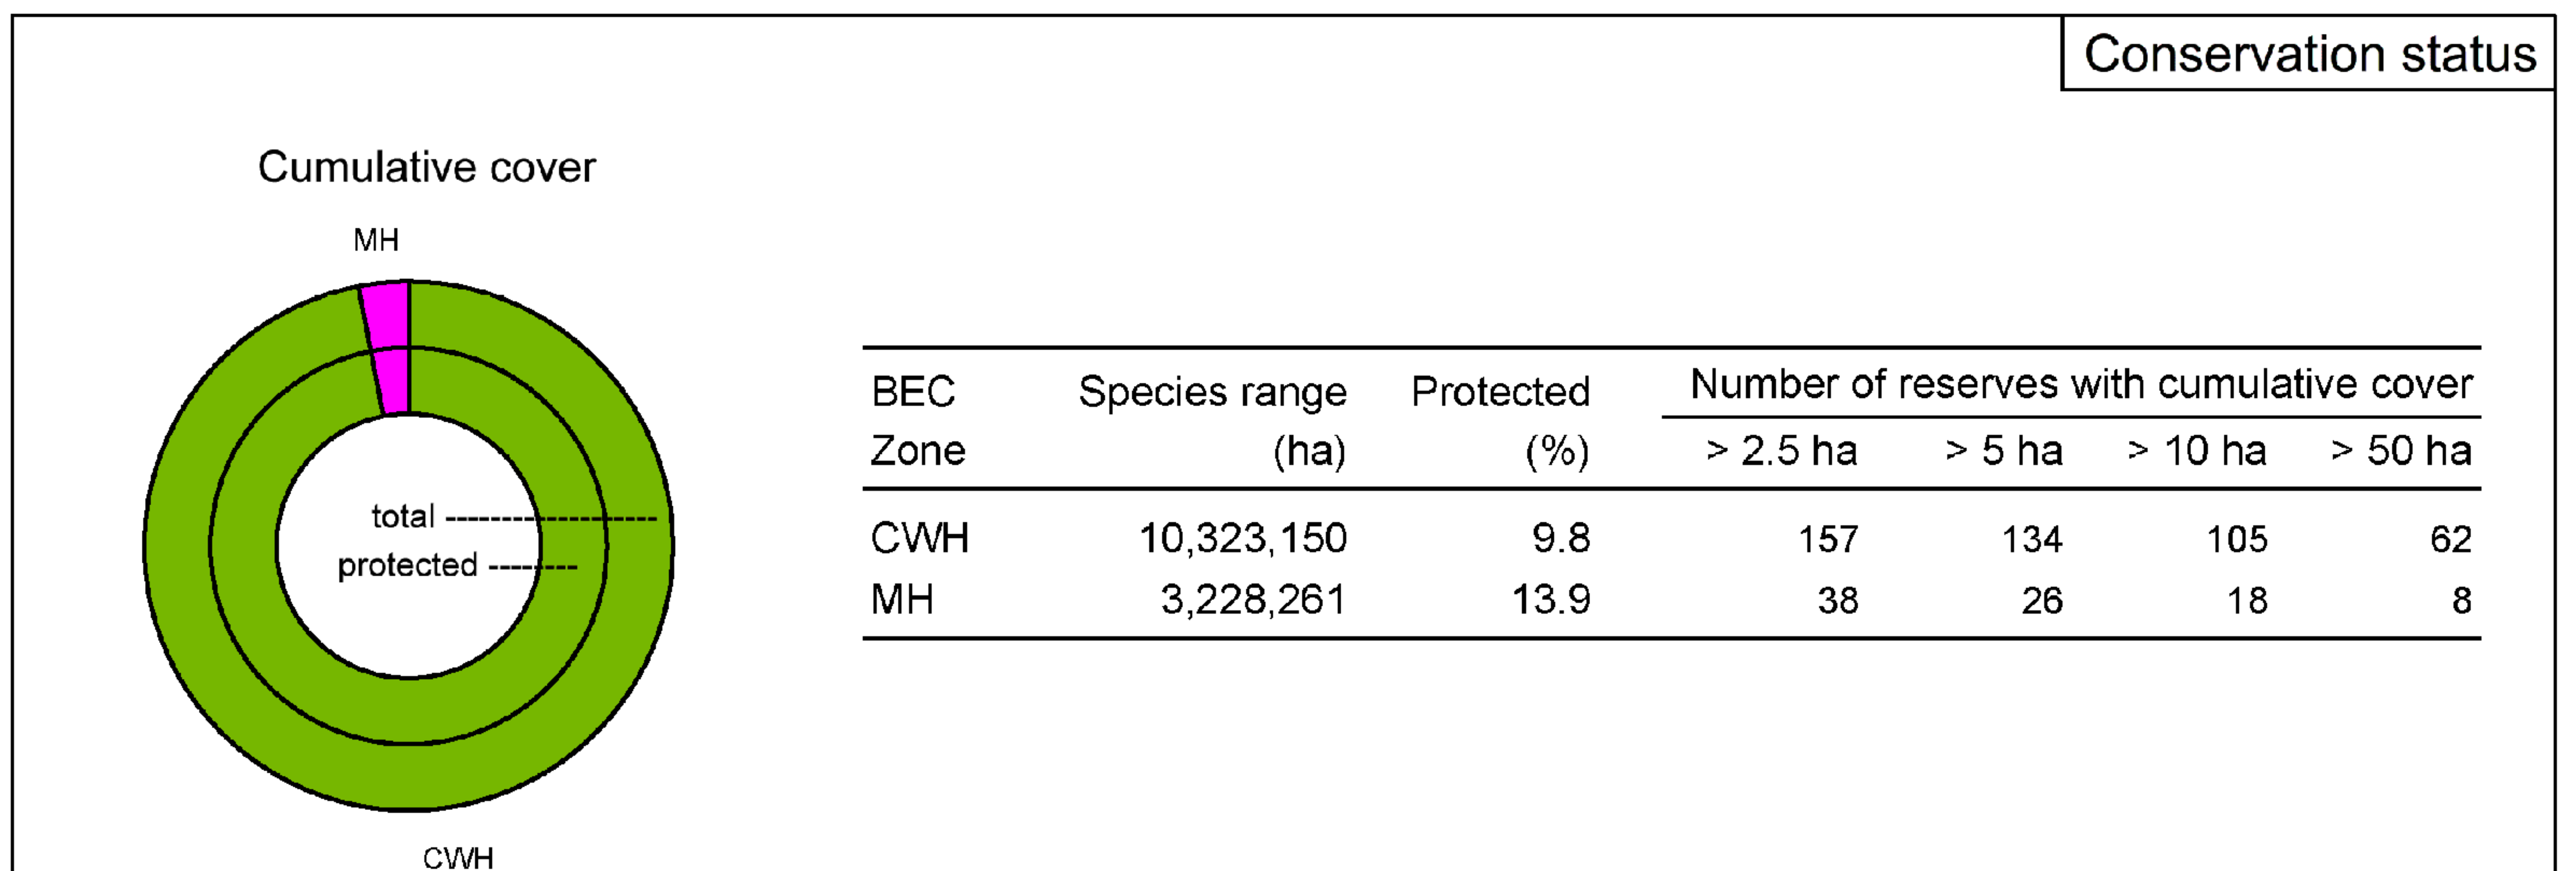 Conservation status
Cumulative cover
MH
total
protected
CWH
BEC Species range Protected Number of reserves with cumulative cover
Zone (ha) (%) > 2.5 ha > 5 ha > 10 ha > 50 ha
CWH 10,323,150 9.8 157 134 105 62
MH 3,228,261 13.9 38 26 18 8